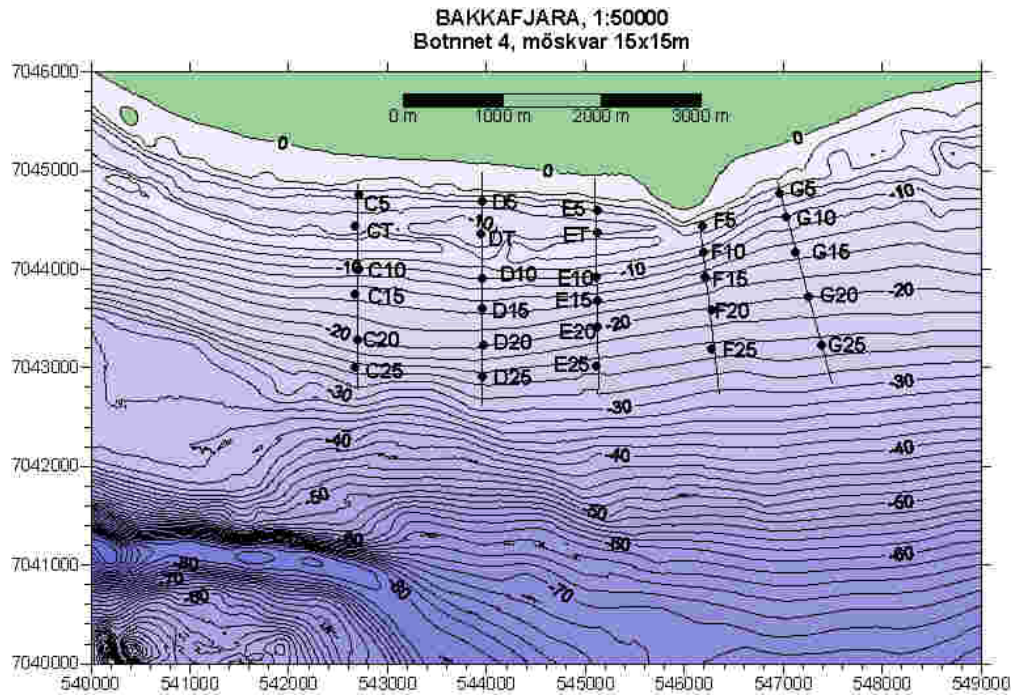 BAKKAFJARA, 1:50000
Botnnet 4, möskvar 15x15m
7046000
0 m 1000 m 2000 m 3000 m
0 0 0
7045000
C5 D5 E5 F5 G5 -10
CT -10 DT ET F10 G10
7044000
-10 C10 D10 E10 -10 F15 G15
C15 D15 E15 F20 G20 -20
-20 C20 D20 E20 -20 F25 G25
7043000
C25 D25 E25
-30 -30 -30
-40 -40 -40
7042000
-50 -50 -50
-60 -60 -60
7041000
-80 -80 -70
-70
-60
7040000
540000 541000 542000 543000 544000 545000 546000 547000 548000 549000